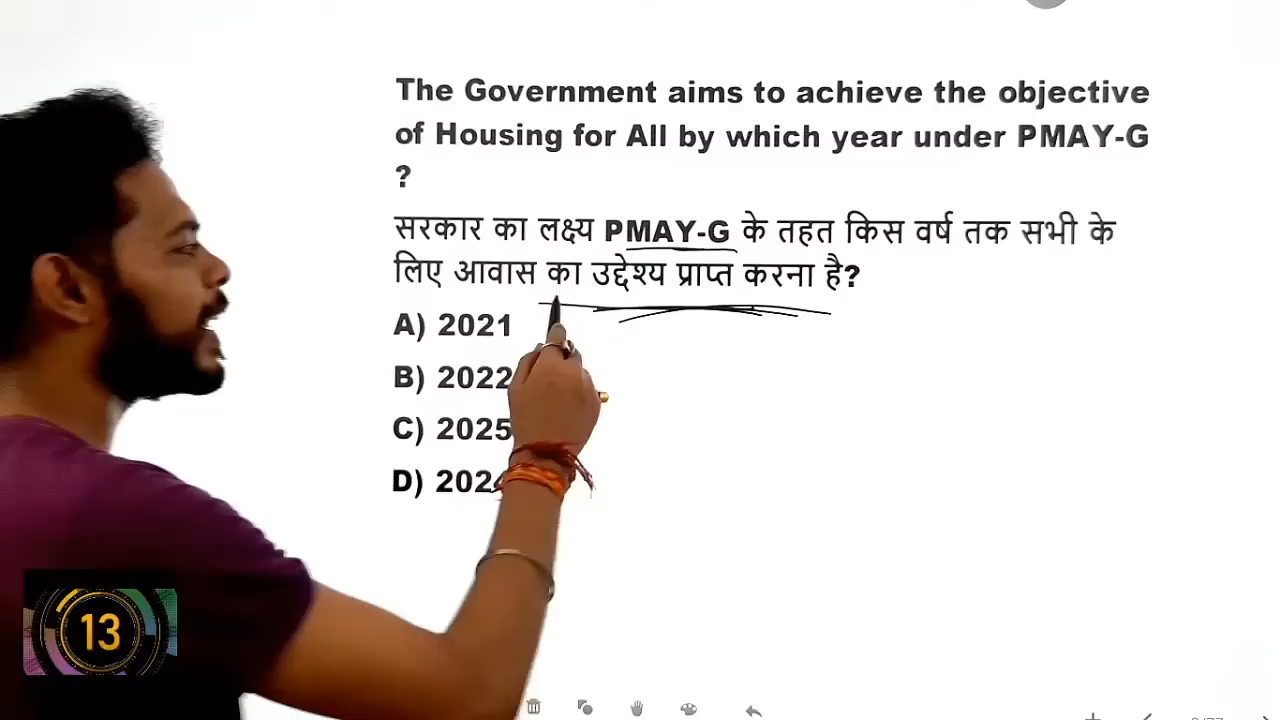 The Government aims to achieve the objective
of Housing for All by which year under PMAY-G
?
सरकार का लक्ष्य PMAY-G के तहत किस वर्ष तक सभी के
लिए आवास का उद्देश्य प्राप्त करना है?
A) 2021
B) 2022
C) 2025
D) 2024
13